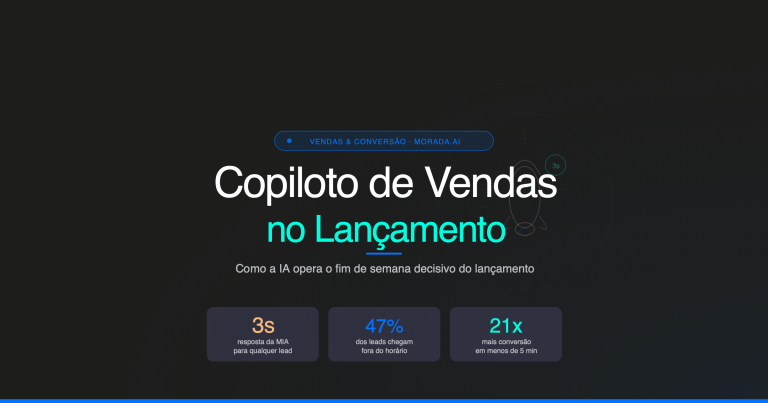 VENDAS & CONVERSÃO · MORADA.AI
3s
Copiloto de Vendas
no Lançamento
Como a IA opera o fim de semana decisivo do lançamento
3s
resposta da MIA
para qualquer lead
47%
dos leads chegam
fora do horário
21x
mais conversão
em menos de 5 min